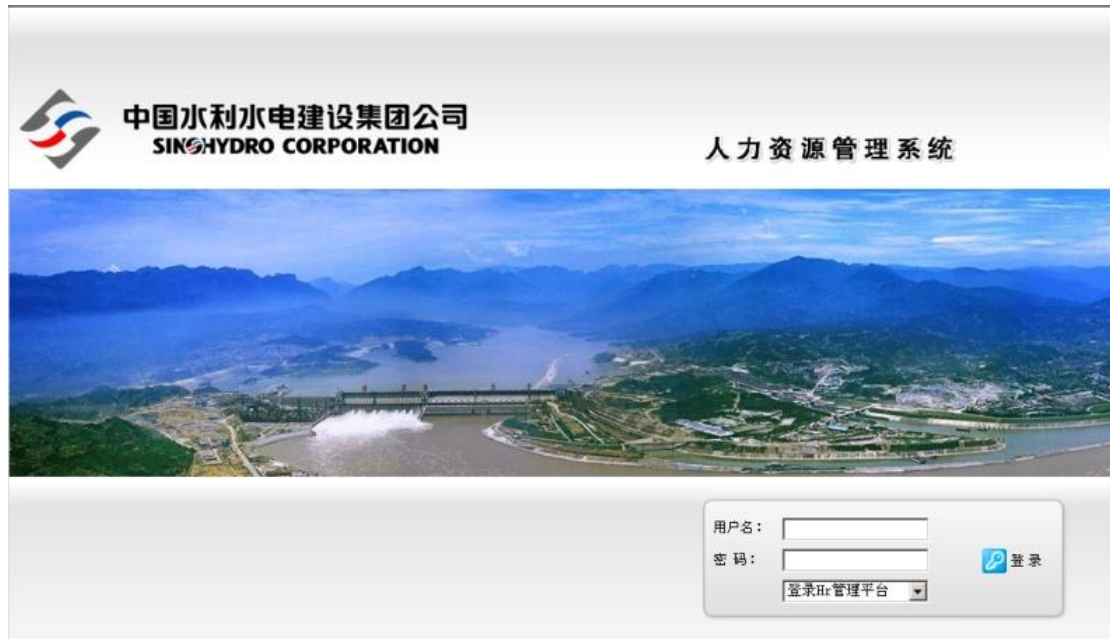 中国水利水电建设集团公司
SINOHYDRO CORPORATION
人力资源管理系统
用户名：
密 码：
登录
登录Hr管理平台